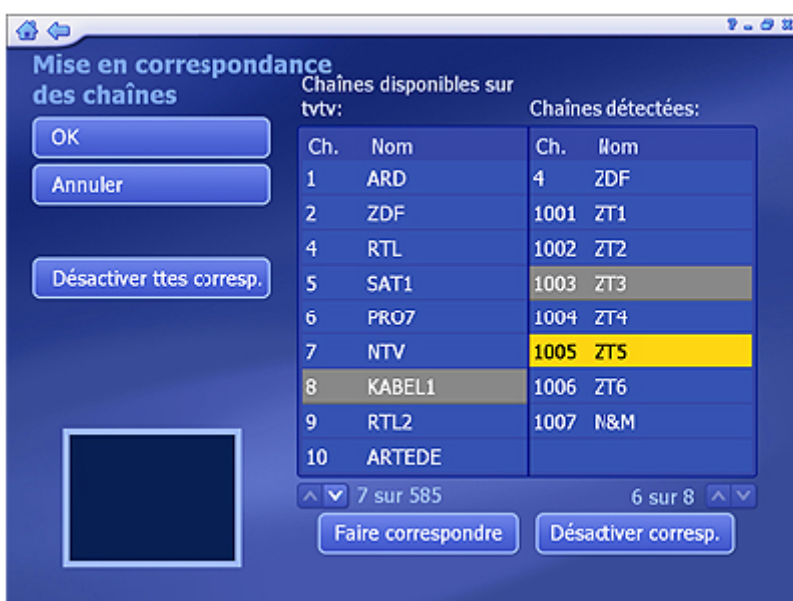 Mise en correspondance
des chaînes
OK
Annuler
Désactiver ttes corresp.
Chaînes disponibles sur
tvtv:
Ch. Nom
1 ARD
2 ZDF
4 RTL
5 SAT1
6 PRO7
7 NTV
8 KABEL1
9 RTL2
10 ARTEDE
7 sur 585
Faire correspondre
Chaînes détectées:
Ch. Nom
4 ZDF
1001 ZT1
1002 ZT2
1003 ZT3
1004 ZT4
1005 ZT5
1006 ZT6
1007 N&M
6 sur 8
Désactiver corresp.